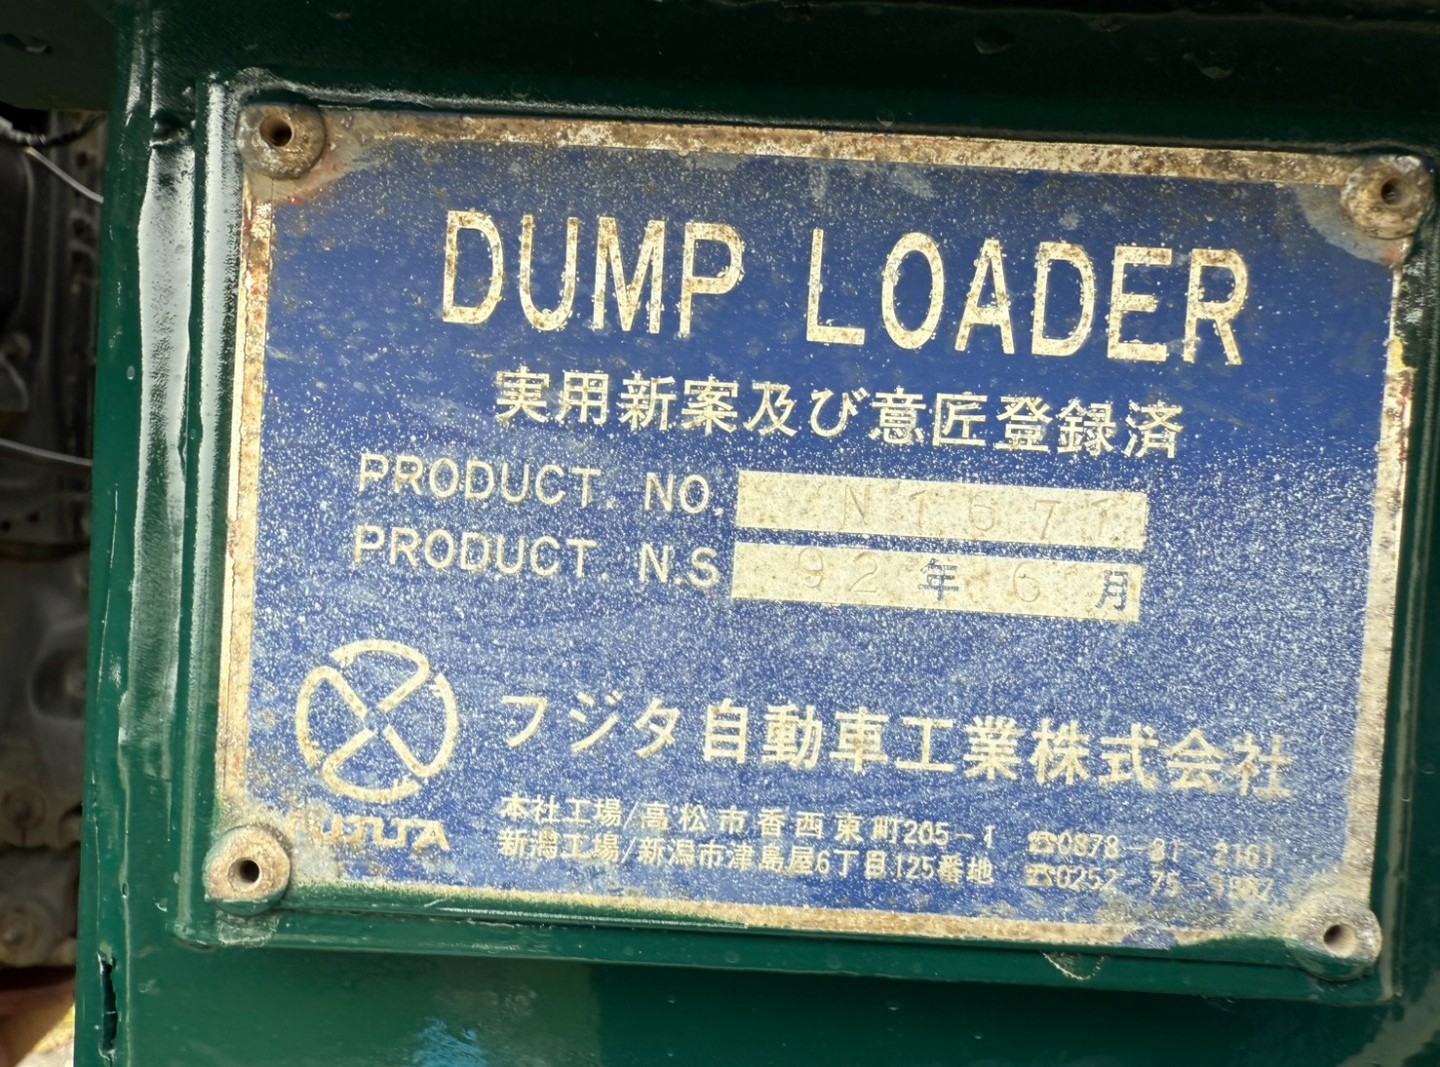 DUMP LOADER
実用新案及び意匠登録済
PRODUCT. NO. N1671
PRODUCT. N.S 92年6月
フジタ自動車工業株式会社
FUJITA
本社工場/高松市香西東町205-1 ☎0878-81-2161
新潟工場/新潟市津島屋6丁目125番地 ☎0252-75-